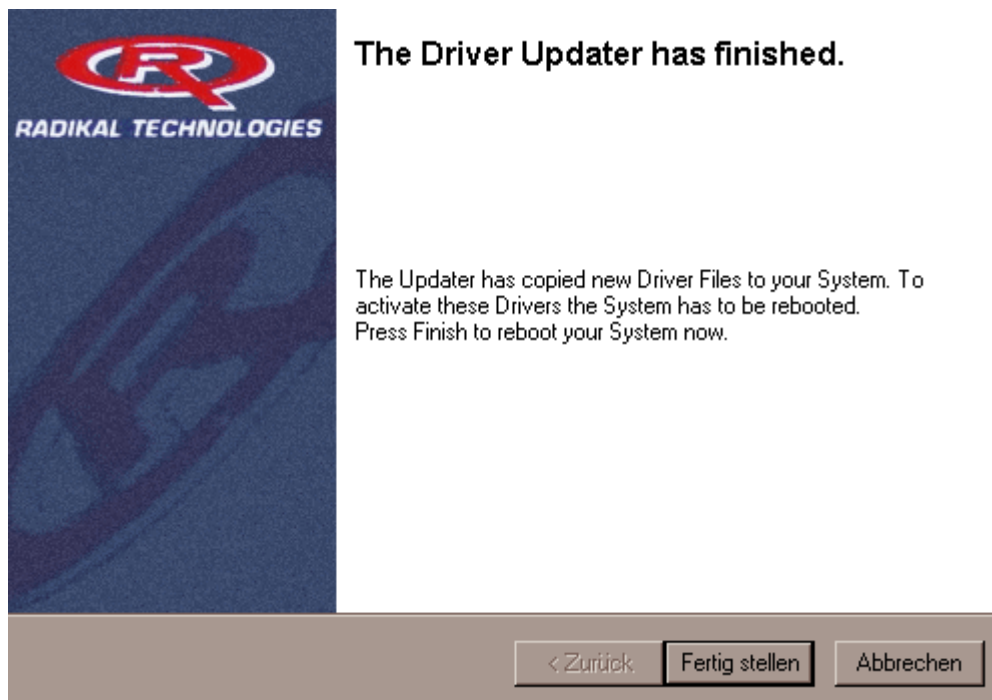 RADIKAL TECHNOLOGIES
The Driver Updater has finished.
The Updater has copied new Driver Files to your System. To
activate these Drivers the System has to be rebooted.
Press Finish to reboot your System now.
< Zurück
Fertig stellen
Abbrechen